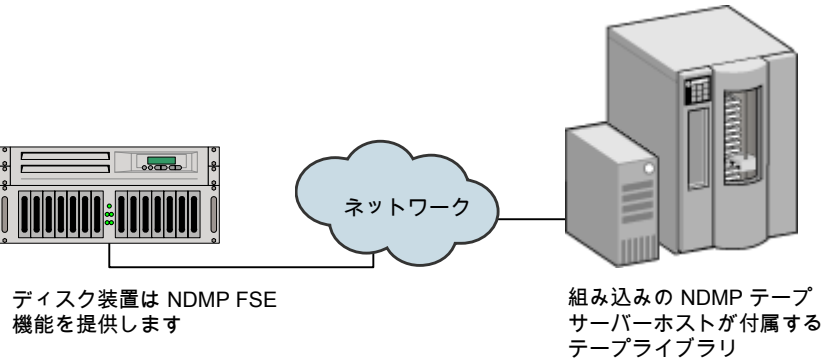 ネットワーク
ディスク装置は NDMP FSE
機能を提供します
組み込みの NDMP テープ
サーバーホストが付属する
テープライブラリ